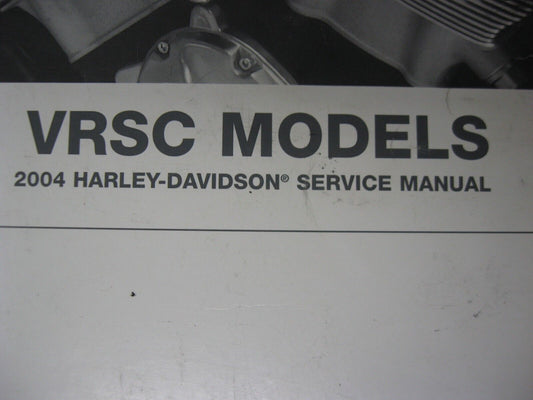 VRSC MODELS
2004 HARLEY-DAVIDSON® SERVICE MANUAL